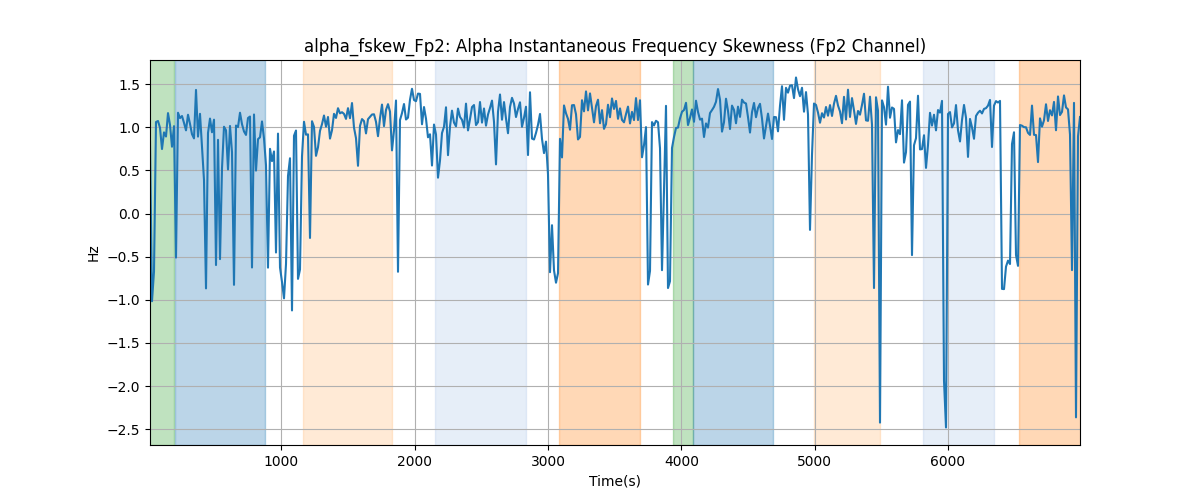 alpha_fskew_Fp2: Alpha Instantaneous Frequency Skewness (Fp2 Channel)
1.5
1.0
0.5
0.0
−0.5
−1.0
−1.5
−2.0
−2.5
Hz
1000 2000 3000 4000 5000 6000
Time(s)